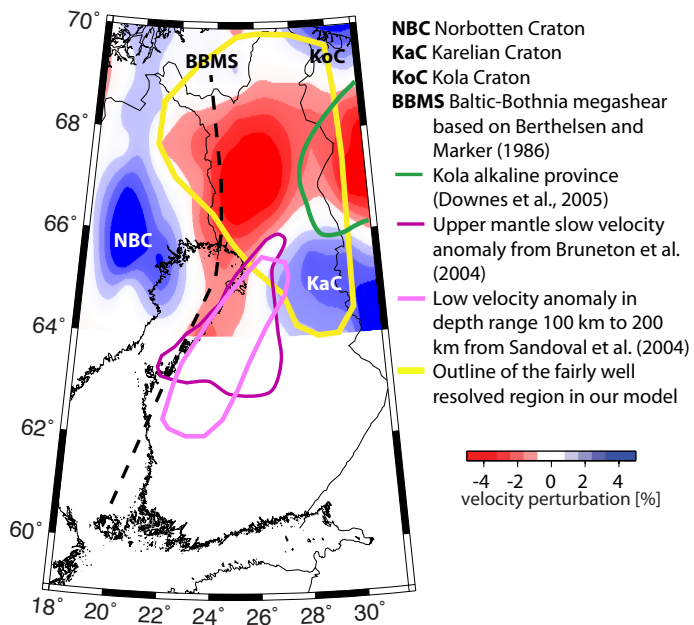 70°
68°
66°
64°
62°
60°
18°
20°
22°
24°
26°
28°
30°
BBMS
KoC
NBC
KaC
NBC Norbotten Craton
KaC Karelian Craton
KoC Kola Craton
BBMS Baltic-Bothnia megashear
based on Berthelsen and
Marker (1986)
Kola alkaline province
(Downes et al., 2005)
Upper mantle slow velocity
anomaly from Bruneton et al.
(2004)
Low velocity anomaly in
depth range 100 km to 200
km from Sandoval et al. (2004)
Outline of the fairly well
resolved region in our model
-4 -2 0 2 4
velocity perturbation [%]